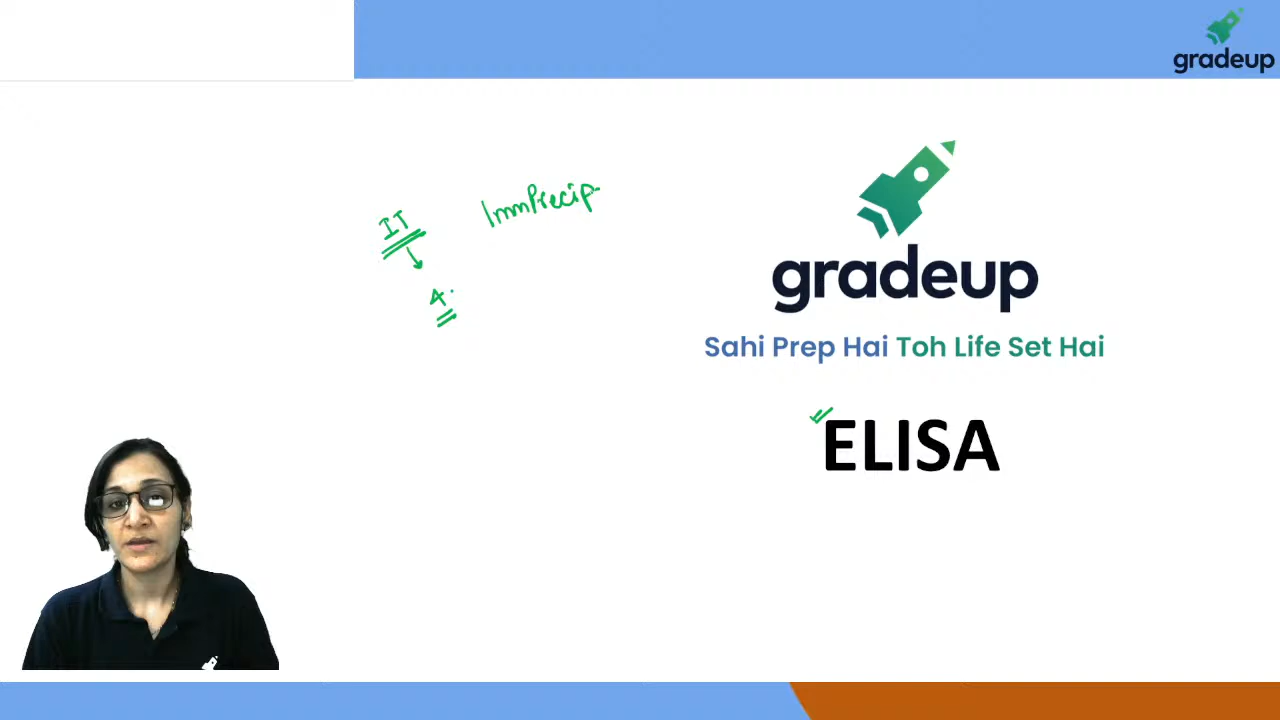 gradeup
ImmPrecip.
IT
4.
gradeup
Sahi Prep Hai Toh Life Set Hai
ELISA